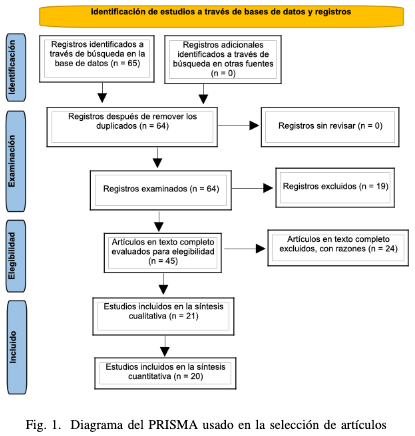 Identificación de estudios a través de bases de datos y registros
Identificación
Registros identificados a
través de búsqueda en la
base de datos (n = 65)
Registros adicionales
identificados a través de
búsqueda en otras fuentes
(n = 0)
Examinación
Registros después de remover los
duplicados (n = 64)
Registros sin revisar (n = 0)
Registros examinados (n = 64)
Registros excluidos (n = 19)
Elegibilidad
Artículos en texto completo
evaluados para elegibilidad
(n = 45)
Artículos en texto completo
excluidos, con razones (n = 24)
Incluido
Estudios incluidos en la síntesis
cualitativa (n = 21)
Estudios incluidos en la síntesis
cuantitativa (n = 20)
Fig. 1. Diagrama del PRISMA usado en la selección de artículos